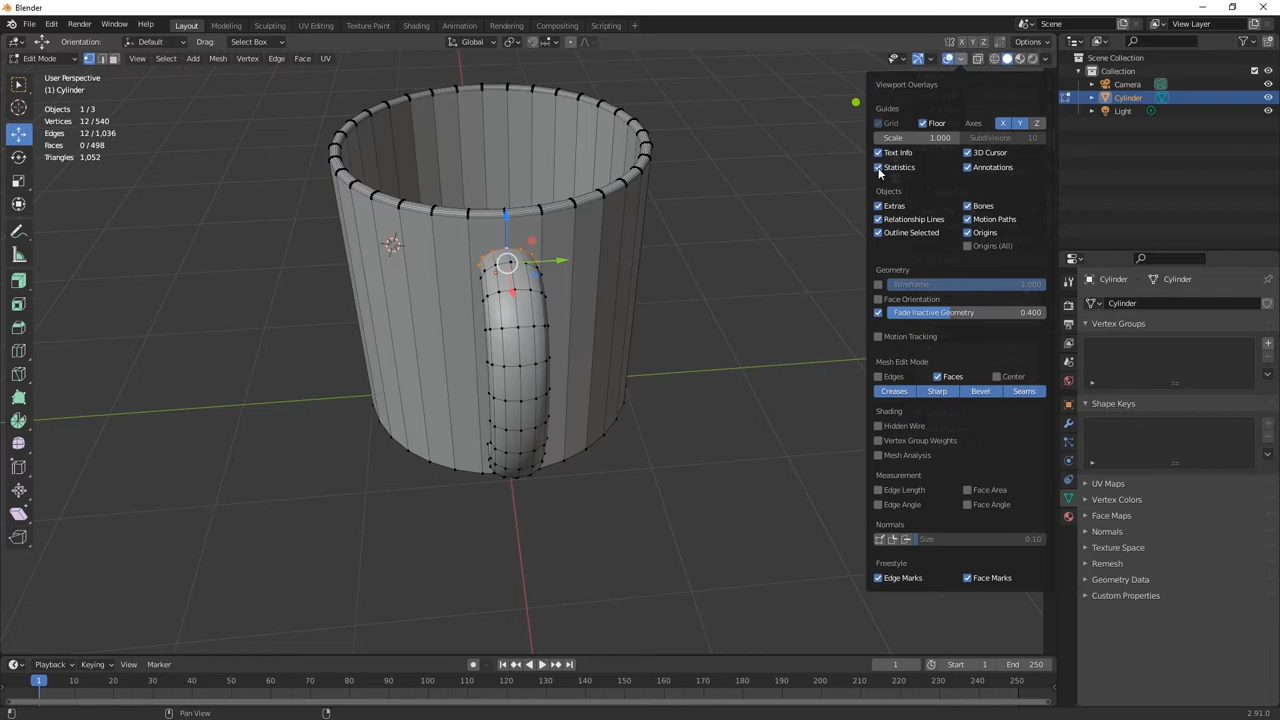 Blender
File Edit Render Window Help Layout Modeling Sculpting UV Editing Texture Paint Shading Animation Rendering Compositing Scripting + Scene View Layer
Orientation: Default Drag: Select Box Global X Y Z Options
Edit Mode View Select Add Mesh Vertex Edge Face UV
User Perspective
(1) Cylinder
Objects 1 / 3
Vertices 12 / 540
Edges 12 / 1,036
Faces 0 / 498
Triangles 1,052
Viewport Overlays
Guides
Grid Floor Axes X Y Z
Scale 1.000 Subdivisions 10
Text Info 3D Cursor
Statistics Annotations
Objects
Extras Bones
Relationship Lines Motion Paths
Outline Selected Origins
Origins (All)
Geometry
Wireframe 1.000
Face Orientation
Fade Inactive Geometry 0.400
Motion Tracking
Mesh Edit Mode
Edges Faces Center
Creases Sharp Bevel Seams
Shading
Hidden Wire
Vertex Group Weights
Mesh Analysis
Measurement
Edge Length Face Area
Edge Angle Face Angle
Normals
Size 0.10
Freestyle
Edge Marks Face Marks
Scene Collection
Collection
Camera
Cylinder
Light
Cylinder Cylinder
Cylinder
Vertex Groups
Shape Keys
UV Maps
Vertex Colors
Face Maps
Normals
Texture Space
Remesh
Geometry Data
Custom Properties
Playback Keying View Marker 1 Start 1 End 250
1 10 20 30 40 50 60 70 80 90 100 110 120 130 140 150 160 170 180 190 200 210 220 230 240 250
Pan View 2.91.0